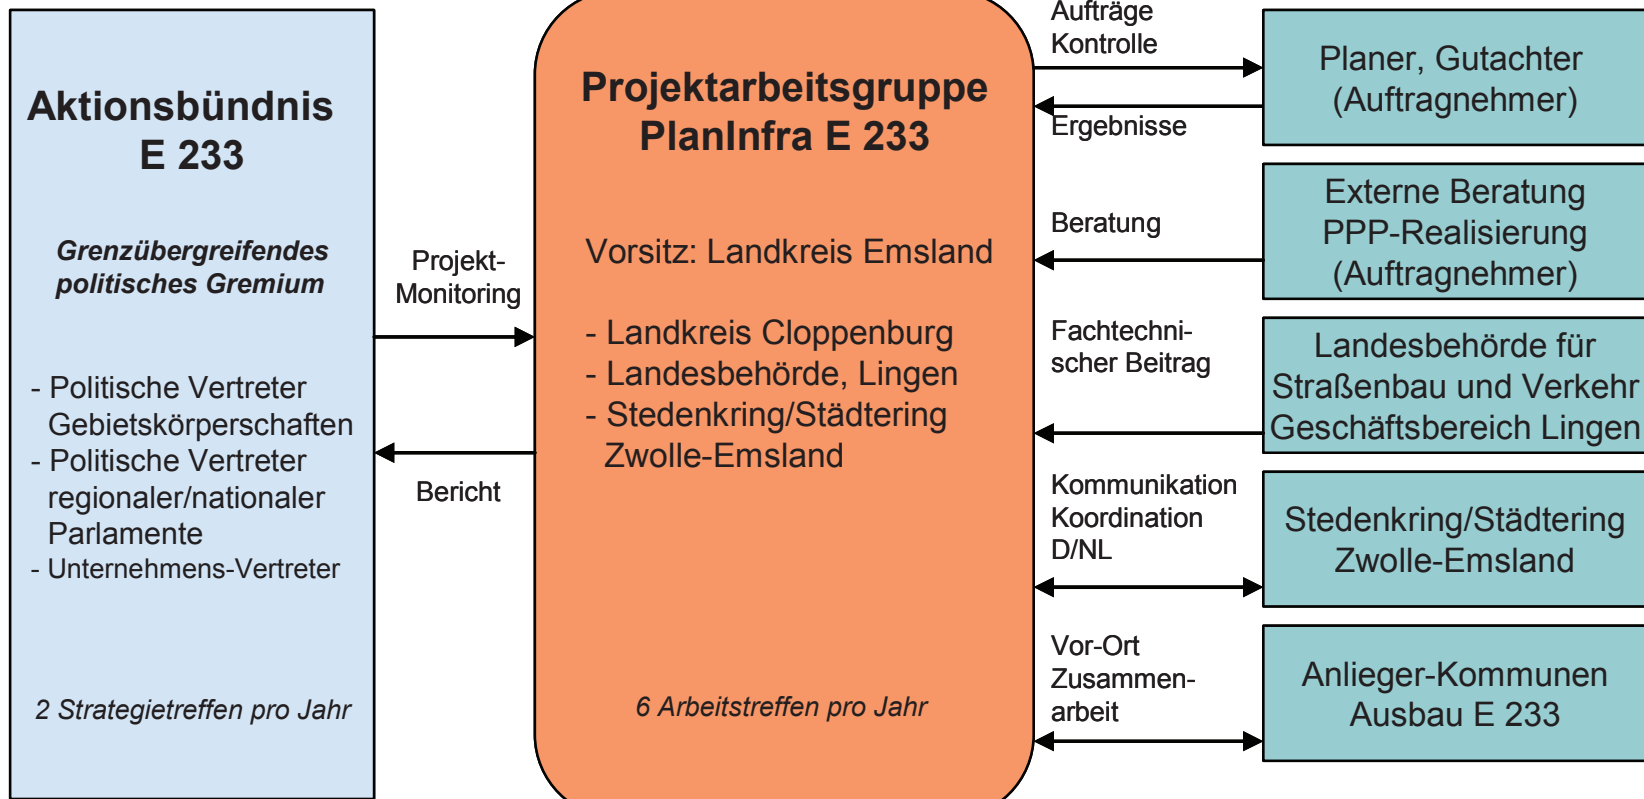 Aktionsbündnis
E 233
Grenzübergreifendes
politisches Gremium
- Politische Vertreter
Gebietskörperschaften
- Politische Vertreter
regionaler/nationaler
Parlamente
- Unternehmens-Vertreter
2 Strategietreffen pro Jahr
Projekt-
Monitoring
Bericht
Projektarbeitsgruppe
PlanInfra E 233
Vorsitz: Landkreis Emsland
- Landkreis Cloppenburg
- Landesbehörde, Lingen
- Stedenkring/Städtering
Zwolle-Emsland
6 Arbeitstreffen pro Jahr
Aufträge
Kontrolle
Ergebnisse
Planer, Gutachter
(Auftragnehmer)
Beratung
Externe Beratung
PPP-Realisierung
(Auftragnehmer)
Fachtechni-
scher Beitrag
Landesbehörde für
Straßenbau und Verkehr
Geschäftsbereich Lingen
Kommunikation
Koordination
D/NL
Stedenkring/Städtering
Zwolle-Emsland
Vor-Ort
Zusammen-
arbeit
Anlieger-Kommunen
Ausbau E 233